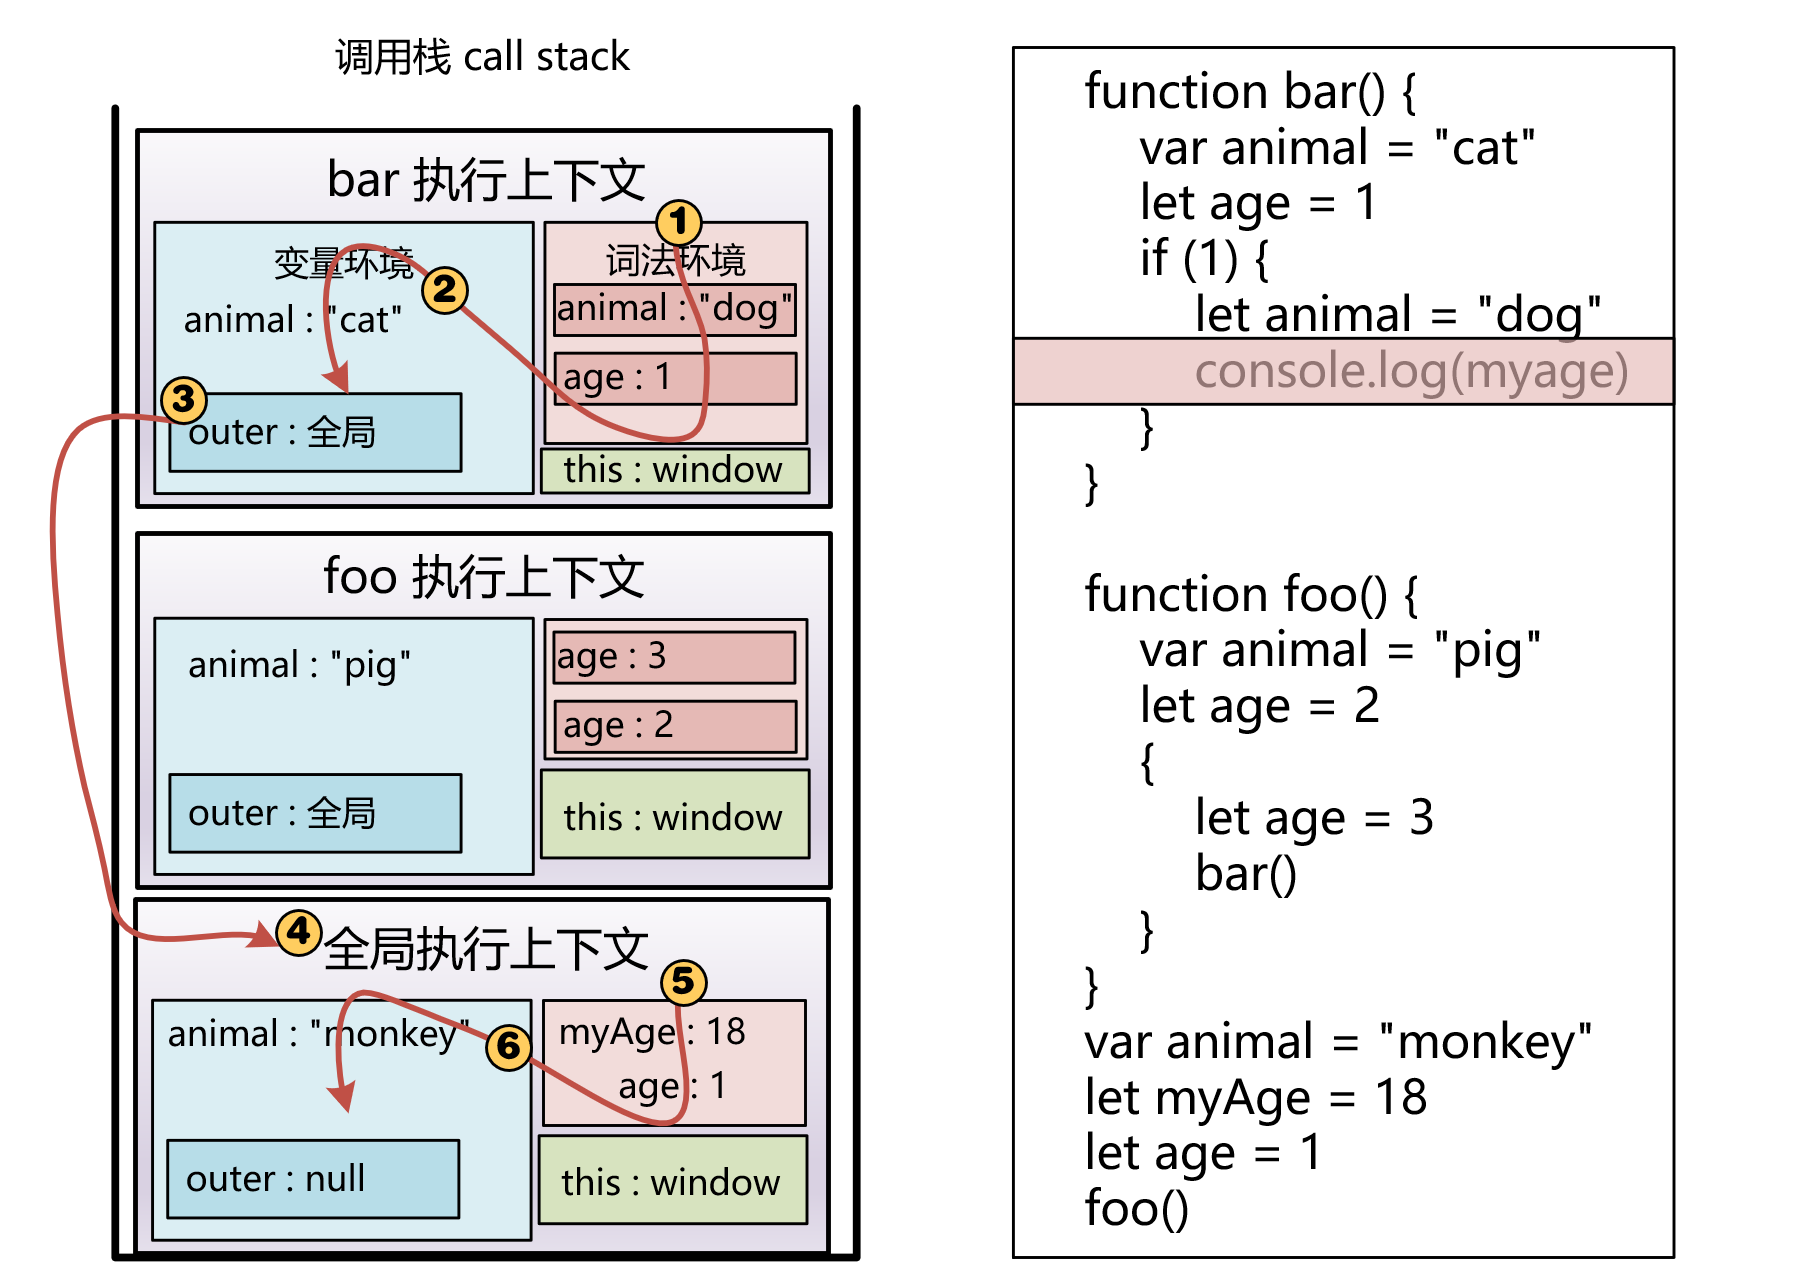 调用栈 call stack
bar 执行上下文
①
变量环境
词法环境
②
animal : "cat"
animal : "dog"
age : 1
③
outer : 全局
this : window
foo 执行上下文
animal : "pig"
age : 3
age : 2
outer : 全局
this : window
④
全局执行上下文
⑤
animal : "monkey"
myAge : 18
⑥
age : 1
outer : null
this : window
function bar() {
var animal = "cat"
let age = 1
if (1) {
let animal = "dog"
console.log(myage)
}
}
function foo() {
var animal = "pig"
let age = 2
{
let age = 3
bar()
}
}
var animal = "monkey"
let myAge = 18
let age = 1
foo()